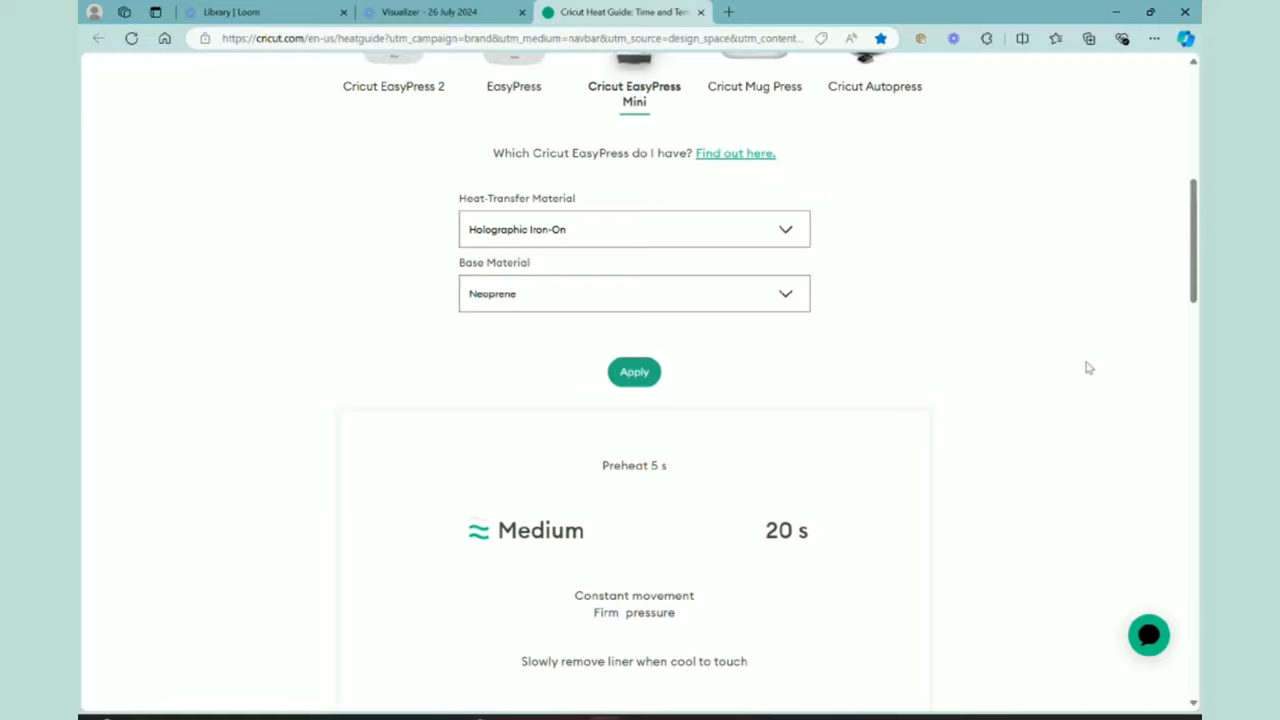 Library | Loom
Visualizer - 26 July 2024
Cricut Heat Guide: Time and Tem
https://cricut.com/en-us/heatguide?utm_campaign=brand&utm_medium=navbar&utm_source=design_space&utm_content...
Cricut EasyPress 2
EasyPress
Cricut EasyPress
Mini
Cricut Mug Press
Cricut Autopress
Which Cricut EasyPress do I have? Find out here.
Heat-Transfer Material
Holographic Iron-On
Base Material
Neoprene
Apply
Preheat 5 s
Medium
20 s
Constant movement
Firm pressure
Slowly remove liner when cool to touch